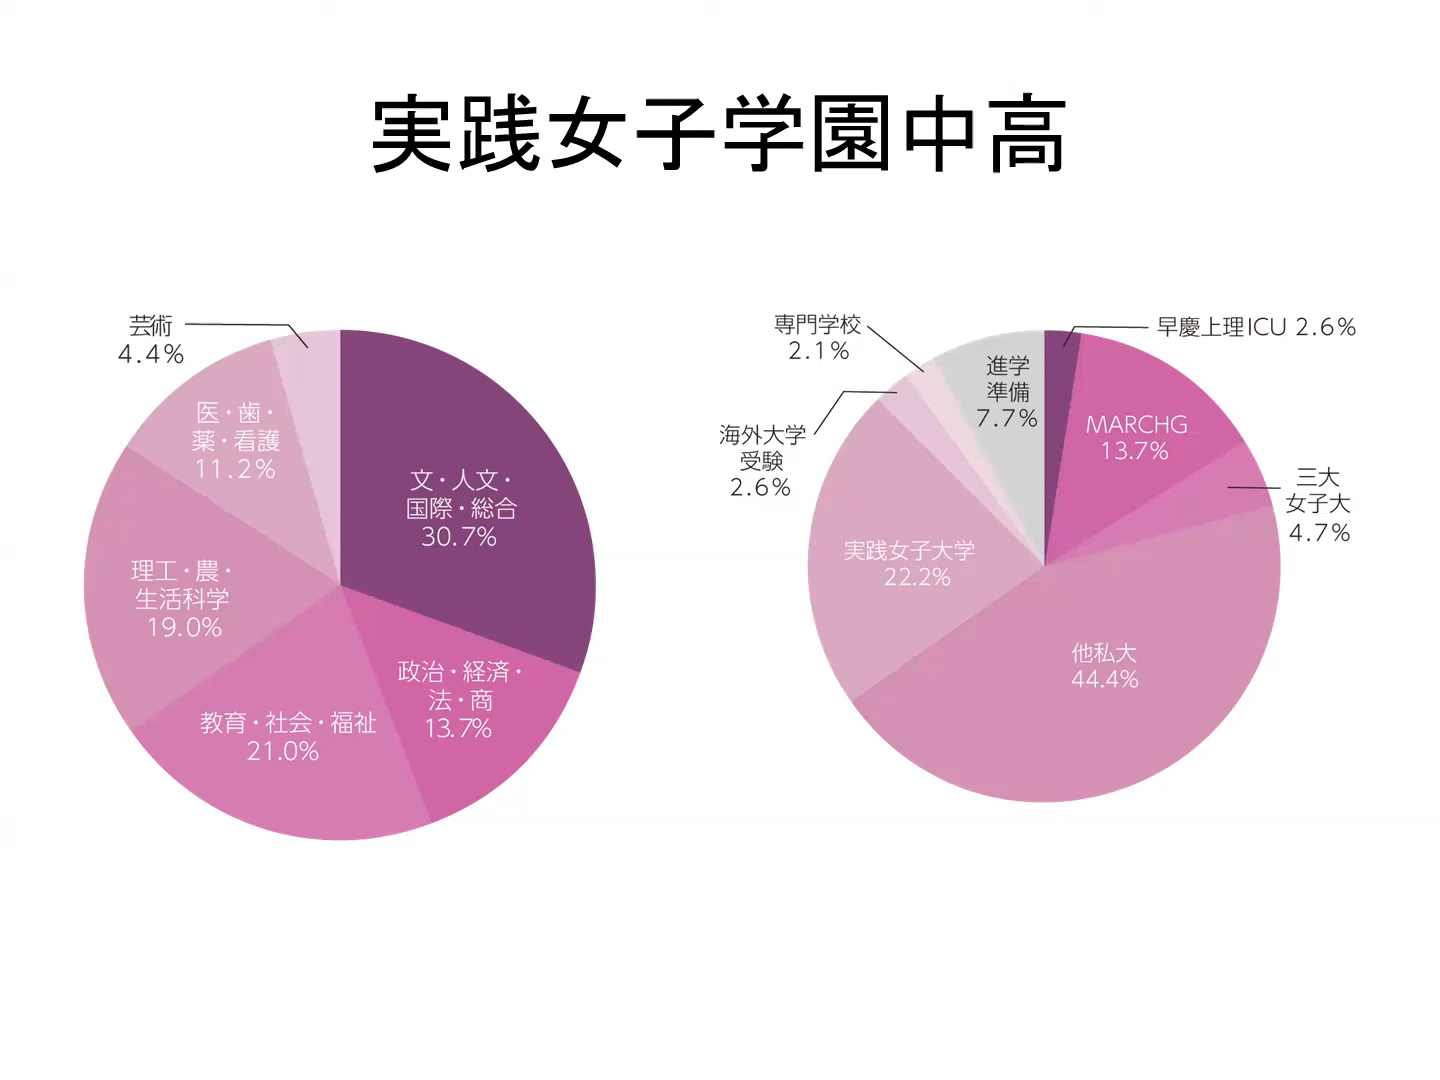 実践女子学園中高
芸術
4.4%
医・歯・
薬・看護
11.2%
文・人文・
国際・総合
30.7%
理工・農・
生活科学
19.0%
政治・経済・
法・商
13.7%
教育・社会・福祉
21.0%
専門学校
2.1%
早慶上理ICU 2.6%
進学
準備
7.7%
MARCHG
13.7%
海外大学
受験
2.6%
三大
女子大
4.7%
実践女子大学
22.2%
他私大
44.4%